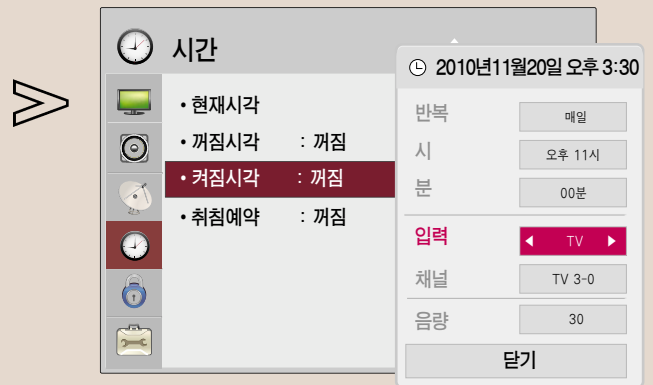 시간
• 현재시각
• 꺼짐시각 : 꺼짐
• 켜짐시각 : 꺼짐
• 취침예약 : 꺼짐
2010년11월20일 오후 3:30
반복 매일
시 오후 11시
분 00분
입력 ◀ TV ▶
채널 TV 3-0
음량 30
닫기